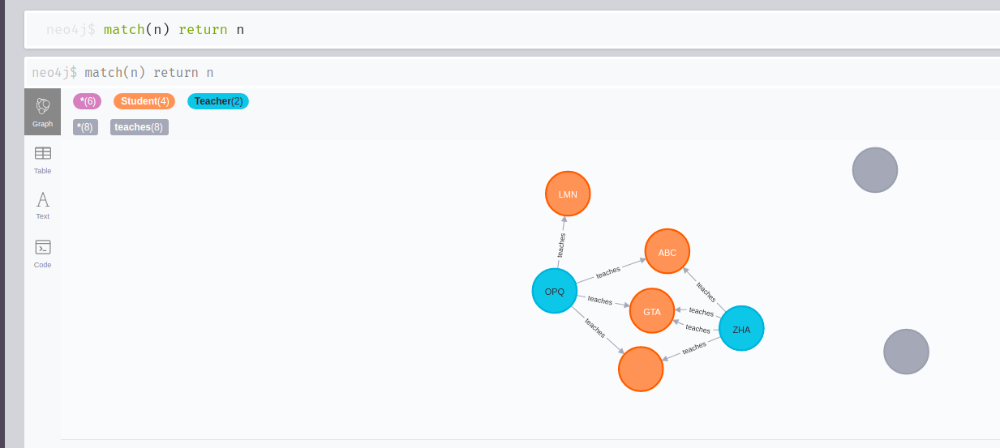 neo4j$ match(n) return n
neo4j$ match(n) return n
*(6) Student(4) Teacher(2)
*(8) teaches(8)
Graph
Table
Text
Code
LMN
teaches
ABC
teaches
teaches
OPQ
teaches
GTA
teaches
teaches
ZHA
teaches
teaches